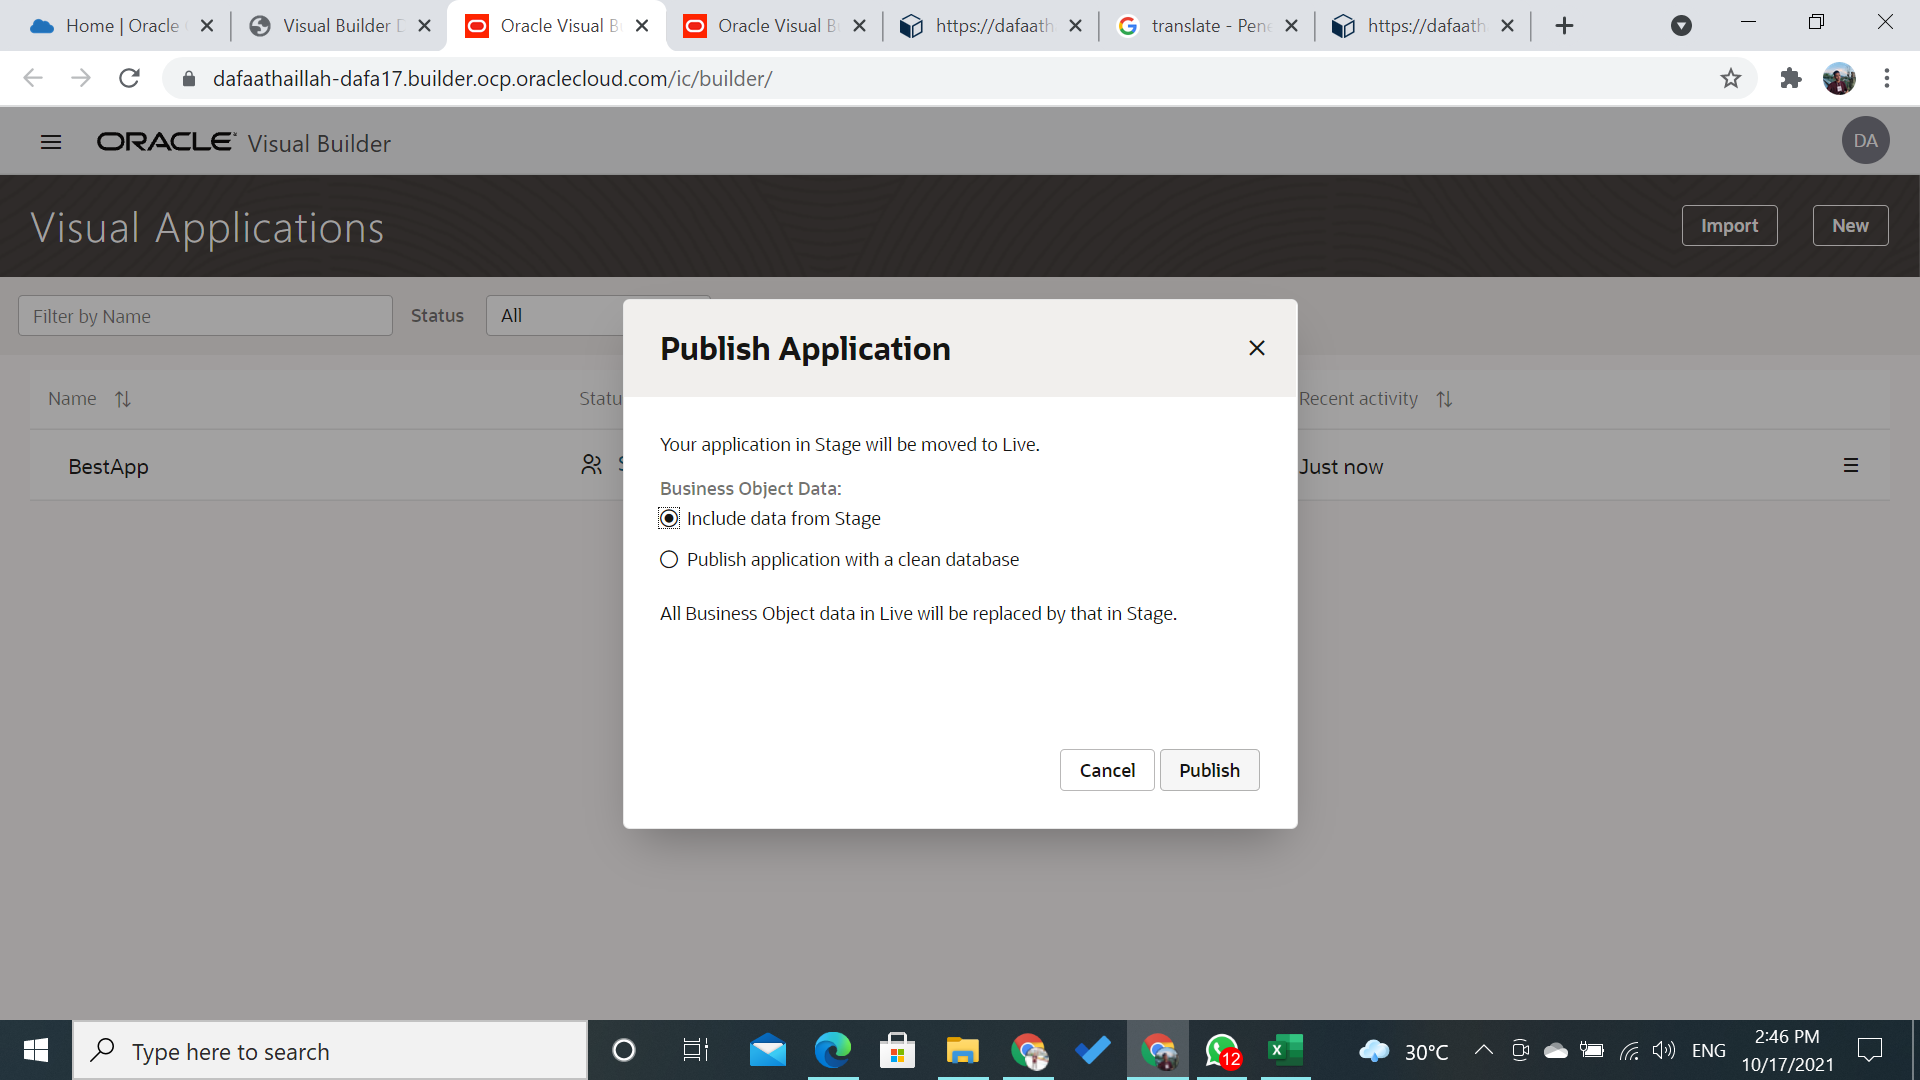 Home | Oracle
Visual Builder
Oracle Visual B
Oracle Visual B
https://dafaath
translate - Pene
https://dafaath
dafaathaillah-dafa17.builder.ocp.oraclecloud.com/ic/builder/
ORACLE Visual Builder
DA
Visual Applications
Import
New
Filter by Name
Status
All
Publish Application
Name
Statu
Recent activity
BestApp
Just now
Your application in Stage will be moved to Live.
Business Object Data:
Include data from Stage
Publish application with a clean database
All Business Object data in Live will be replaced by that in Stage.
Cancel
Publish
Type here to search
12
30°C
ENG
2:46 PM
10/17/2021